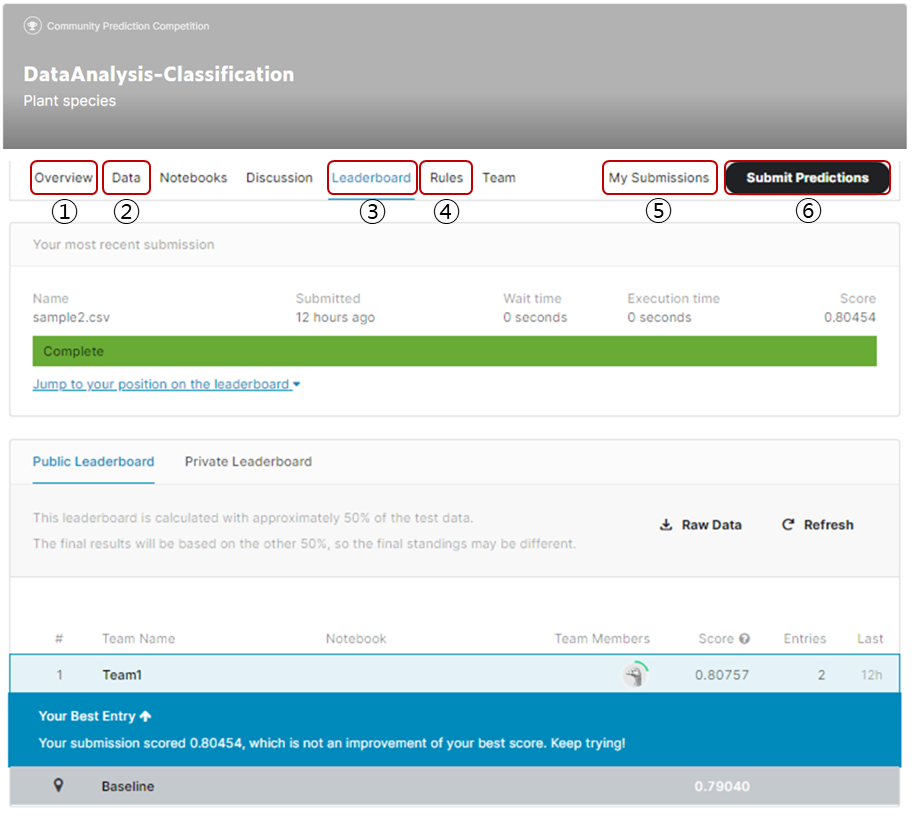 Community Prediction Competition
DataAnalysis-Classification
Plant species
Overview Data Notebooks Discussion Leaderboard Rules Team My Submissions Submit Predictions
① ② ③ ④ ⑤ ⑥
Your most recent submission
Name Submitted Wait time Execution time Score
sample2.csv 12 hours ago 0 seconds 0 seconds 0.80454
Complete
Jump to your position on the leaderboard
Public Leaderboard Private Leaderboard
This leaderboard is calculated with approximately 50% of the test data.
The final results will be based on the other 50%, so the final standings may be different.
Raw Data Refresh
# Team Name Notebook Team Members Score Entries Last
1 Team1 0.80757 2 12h
Your Best Entry
Your submission scored 0.80454, which is not an improvement of your best score. Keep trying!
Baseline 0.79040